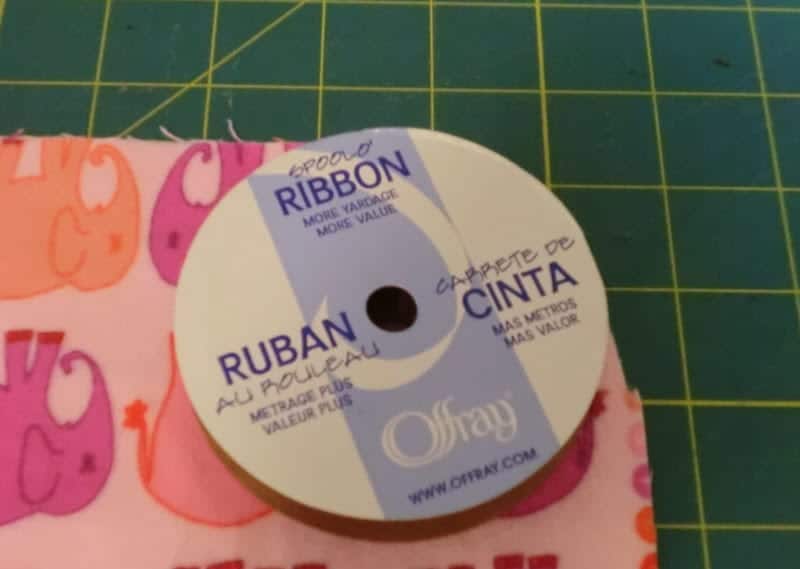 SPOOLO'
RIBBON
MORE YARDAGE
MORE VALUE
CARRETE DE
CINTA
MAS METROS
MAS VALOR
RUBAN
AU ROULEAU
METRAGE PLUS
VALEUR PLUS
Offray®
WWW.OFFRAY.COM